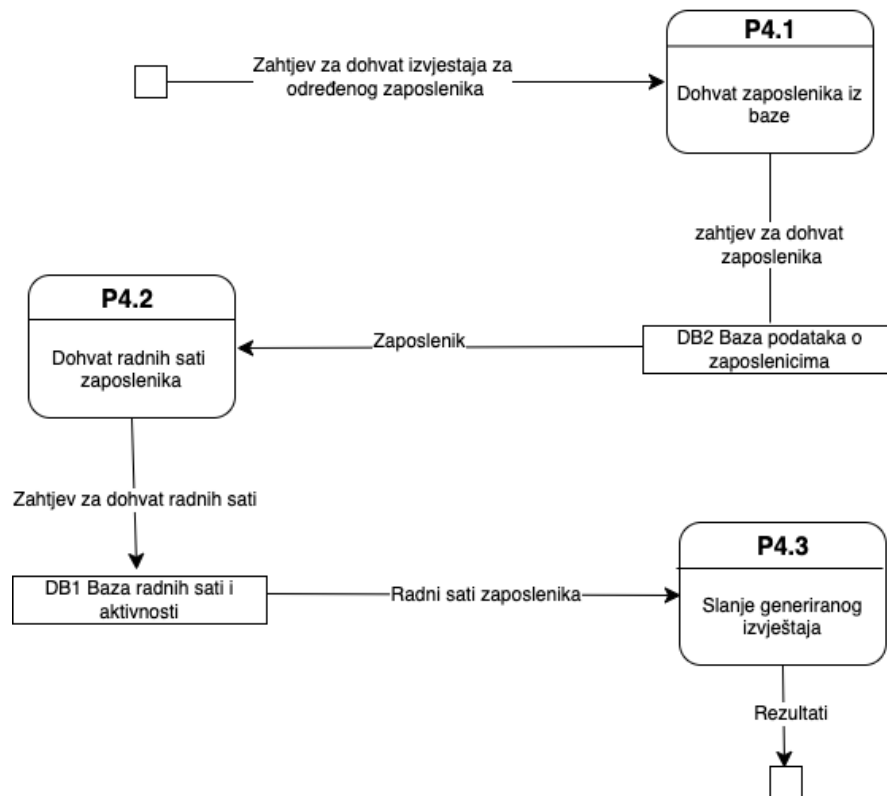 P4.1
Zahtjev za dohvat izvjestaja za
određenog zaposlenika
Dohvat zaposlenika iz
baze
zahtjev za dohvat
zaposlenika
P4.2
Zaposlenik
DB2 Baza podataka o
zaposlenicima
Dohvat radnih sati
zaposlenika
Zahtjev za dohvat radnih sati
P4.3
DB1 Baza radnih sati i
aktivnosti
Radni sati zaposlenika
Slanje generiranog
izvještaja
Rezultati